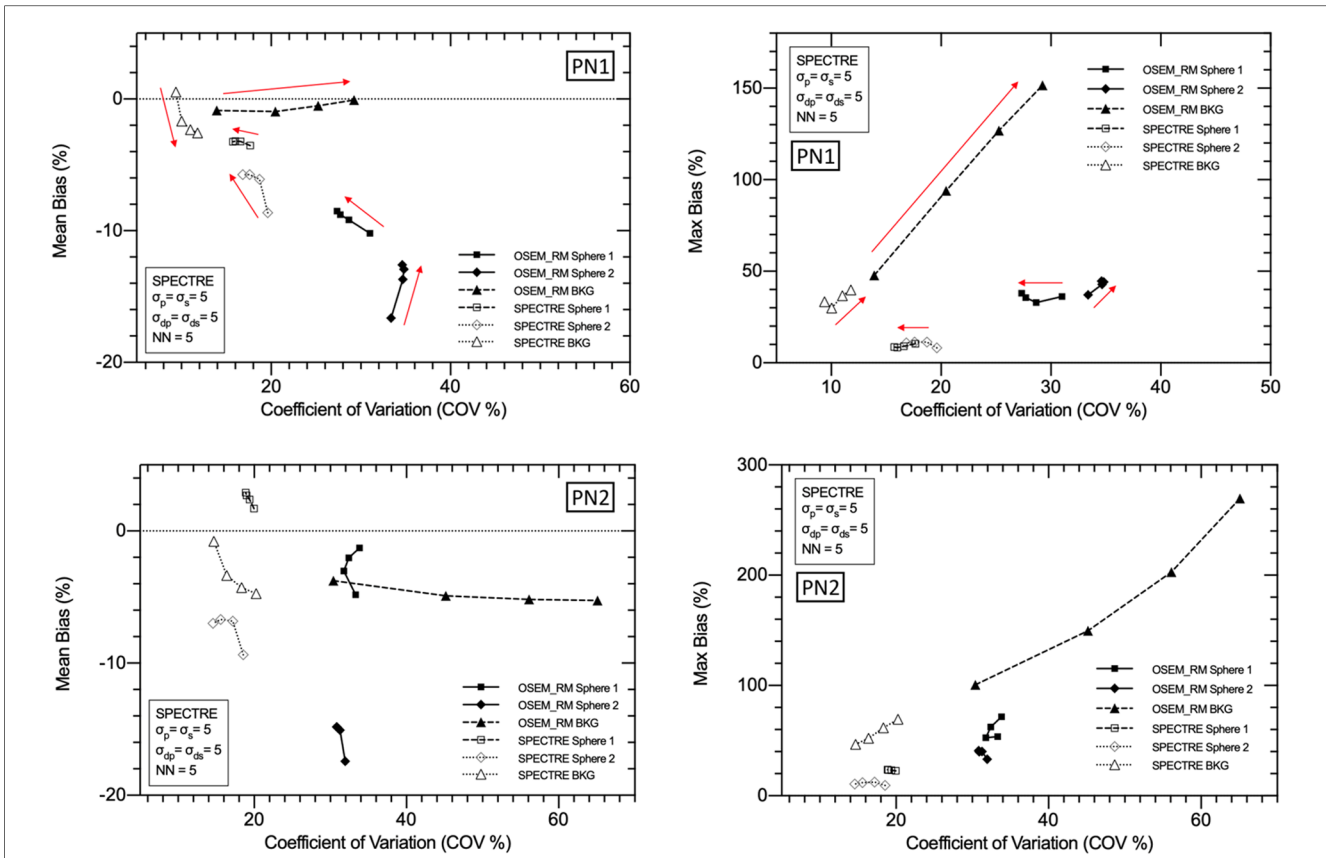 PN1
Mean Bias (%)
0
-10
-20
20
40
60
Coefficient of Variation (COV %)
SPECTRE
σp= σs= 5
σdp= σds= 5
NN = 5
OSEM_RM Sphere 1
OSEM_RM Sphere 2
OSEM_RM BKG
SPECTRE Sphere 1
SPECTRE Sphere 2
SPECTRE BKG
SPECTRE
σp= σs= 5
σdp= σds= 5
NN = 5
PN1
Max Bias (%)
150
100
50
0
10
20
30
40
50
Coefficient of Variation (COV %)
OSEM_RM Sphere 1
OSEM_RM Sphere 2
OSEM_RM BKG
SPECTRE Sphere 1
SPECTRE Sphere 2
SPECTRE BKG
PN2
Mean Bias (%)
0
-10
-20
20
40
60
Coefficient of Variation (COV %)
SPECTRE
σp= σs= 5
σdp= σds= 5
NN = 5
OSEM_RM Sphere 1
OSEM_RM Sphere 2
OSEM_RM BKG
SPECTRE Sphere 1
SPECTRE Sphere 2
SPECTRE BKG
SPECTRE
σp= σs= 5
σdp= σds= 5
NN = 5
PN2
Max Bias (%)
300
200
100
0
20
40
60
Coefficient of Variation (COV %)
OSEM_RM Sphere 1
OSEM_RM Sphere 2
OSEM_RM BKG
SPECTRE Sphere 1
SPECTRE Sphere 2
SPECTRE BKG